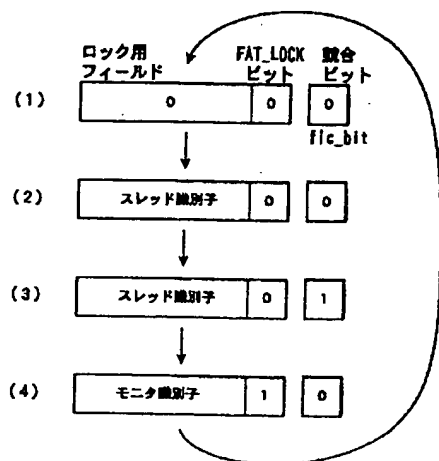 ロック用
フィールド
FAT_LOCK
ビット
競合
ビット
(1) 0 0 0
flc_bit
(2) スレッド識別子 0 0
(3) スレッド識別子 0 1
(4) モニタ識別子 1 0